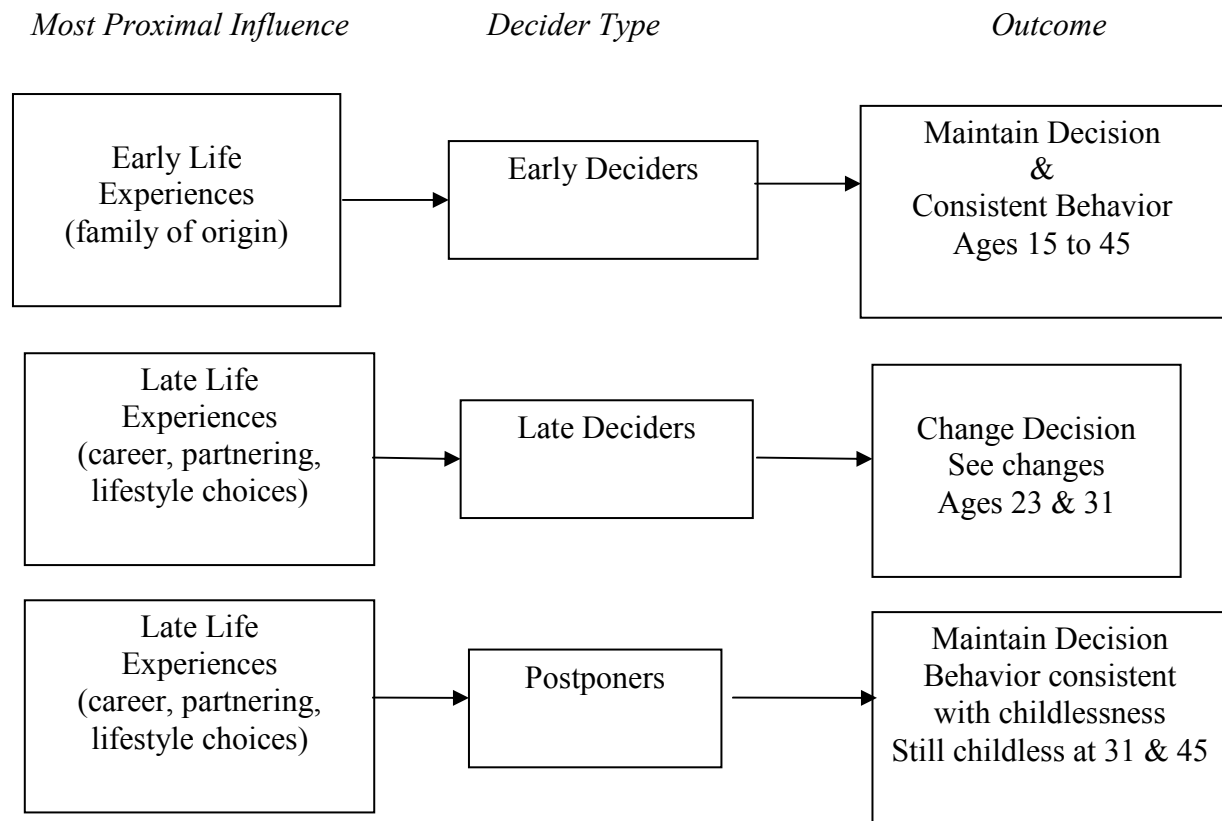 Most Proximal Influence
Decider Type
Outcome
Early Life
Experiences
(family of origin)
Early Deciders
Maintain Decision
&
Consistent Behavior
Ages 15 to 45
Late Life
Experiences
(career, partnering,
lifestyle choices)
Late Deciders
Change Decision
See changes
Ages 23 & 31
Late Life
Experiences
(career, partnering,
lifestyle choices)
Postponers
Maintain Decision
Behavior consistent
with childlessness
Still childless at 31 & 45